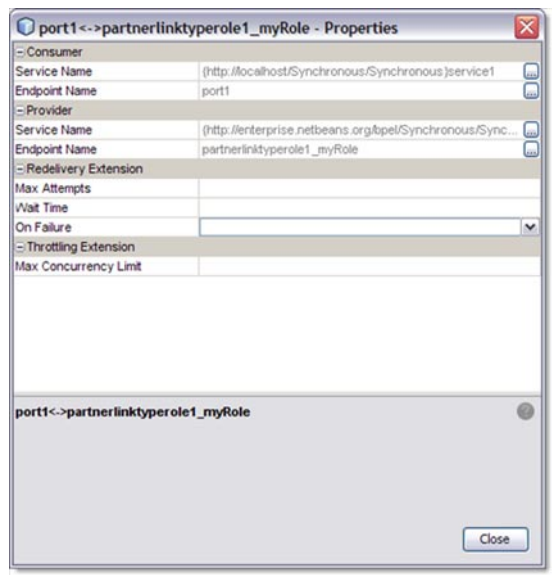 port1<->partnerlinktyperole1_myRole - Properties
Consumer
Service Name {http://localhost/Synchronous/Synchronous}service1 ...
Endpoint Name port1 ...
Provider
Service Name {http://enterprise.netbeans.org/bpel/Synchronous/Sync... ...
Endpoint Name partnerlinktyperole1_myRole ...
Redelivery Extension
Max Attempts
Wait Time
On Failure
Throttling Extension
Max Concurrency Limit
port1<->partnerlinktyperole1_myRole ?
Close